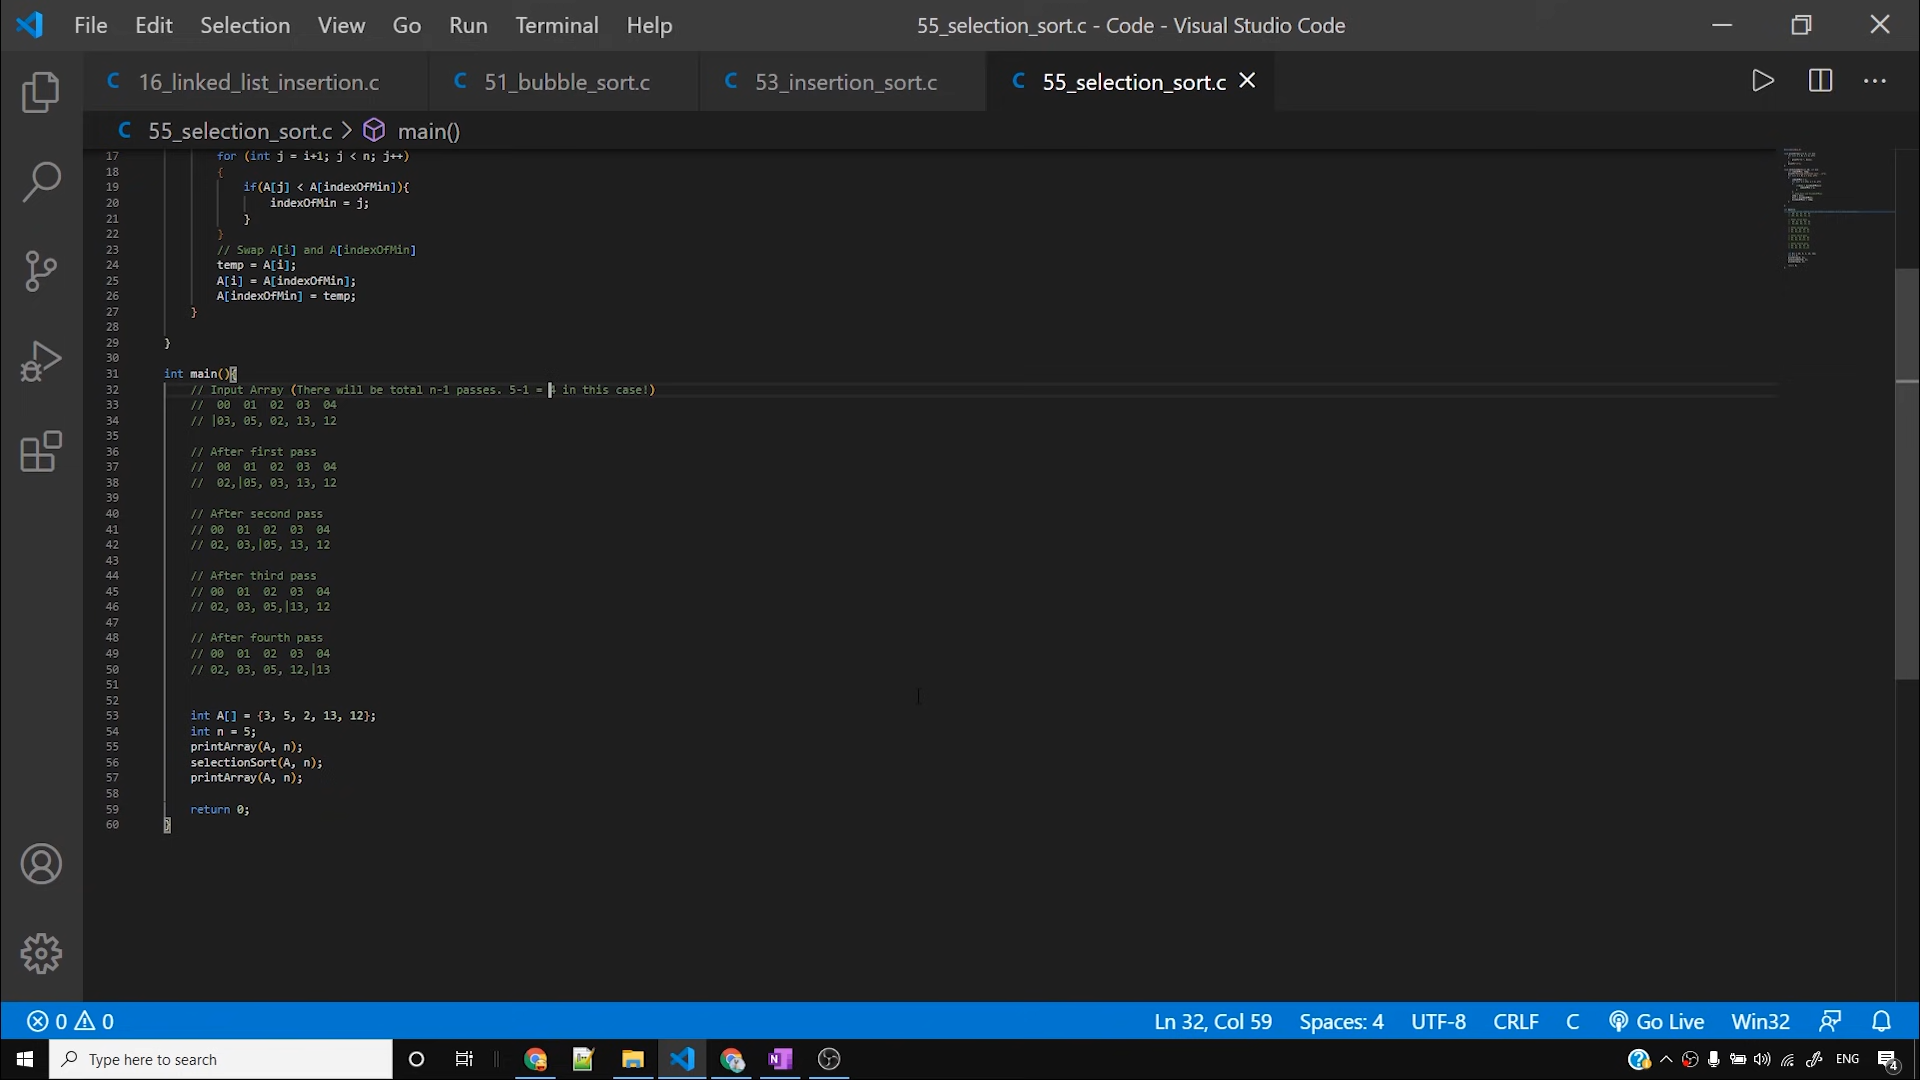 File Edit Selection View Go Run Terminal Help 55_selection_sort.c - Code - Visual Studio Code
16_linked_list_insertion.c 51_bubble_sort.c 53_insertion_sort.c 55_selection_sort.c
55_selection_sort.c > main()
17 for (int j = i+1; j < n; j++)
18 {
19 if(A[j] < A[indexOfMin]){
20 indexOfMin = j;
21 }
22 }
23 // Swap A[i] and A[indexOfMin]
24 temp = A[i];
25 A[i] = A[indexOfMin];
26 A[indexOfMin] = temp;
27 }
28
29 }
30
31 int main(){
32 // Input Array (There will be total n-1 passes. 5-1 = 4 in this case!)
33 // 00 01 02 03 04
34 // |03, 05, 02, 13, 12
35
36 // After first pass
37 // 00 01 02 03 04
38 // 02,|05, 03, 13, 12
39
40 // After second pass
41 // 00 01 02 03 04
42 // 02, 03,|05, 13, 12
43
44 // After third pass
45 // 00 01 02 03 04
46 // 02, 03, 05,|13, 12
47
48 // After fourth pass
49 // 00 01 02 03 04
50 // 02, 03, 05, 12,|13
51
52
53 int A[] = {3, 5, 2, 13, 12};
54 int n = 5;
55 printArray(A, n);
56 selectionSort(A, n);
57 printArray(A, n);
58
59 return 0;
60 }
0 0 Ln 32, Col 59 Spaces: 4 UTF-8 CRLF C Go Live Win32
Type here to search ENG 4